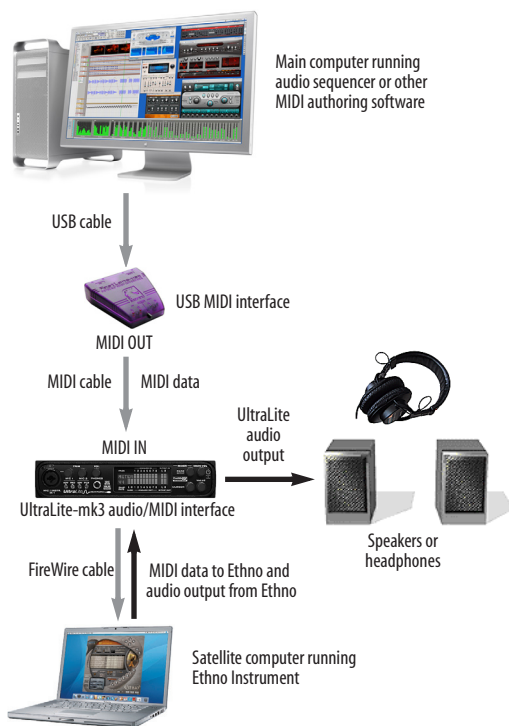 Main computer running
audio sequencer or other
MIDI authoring software
USB cable
USB MIDI interface
MIDI OUT
MIDI cable
MIDI data
UltraLite
audio
output
MIDI IN
UltraLite-mk3 audio/MIDI interface
Speakers or
headphones
FireWire cable
MIDI data to Ethno and
audio output from Ethno
Satellite computer running
Ethno Instrument